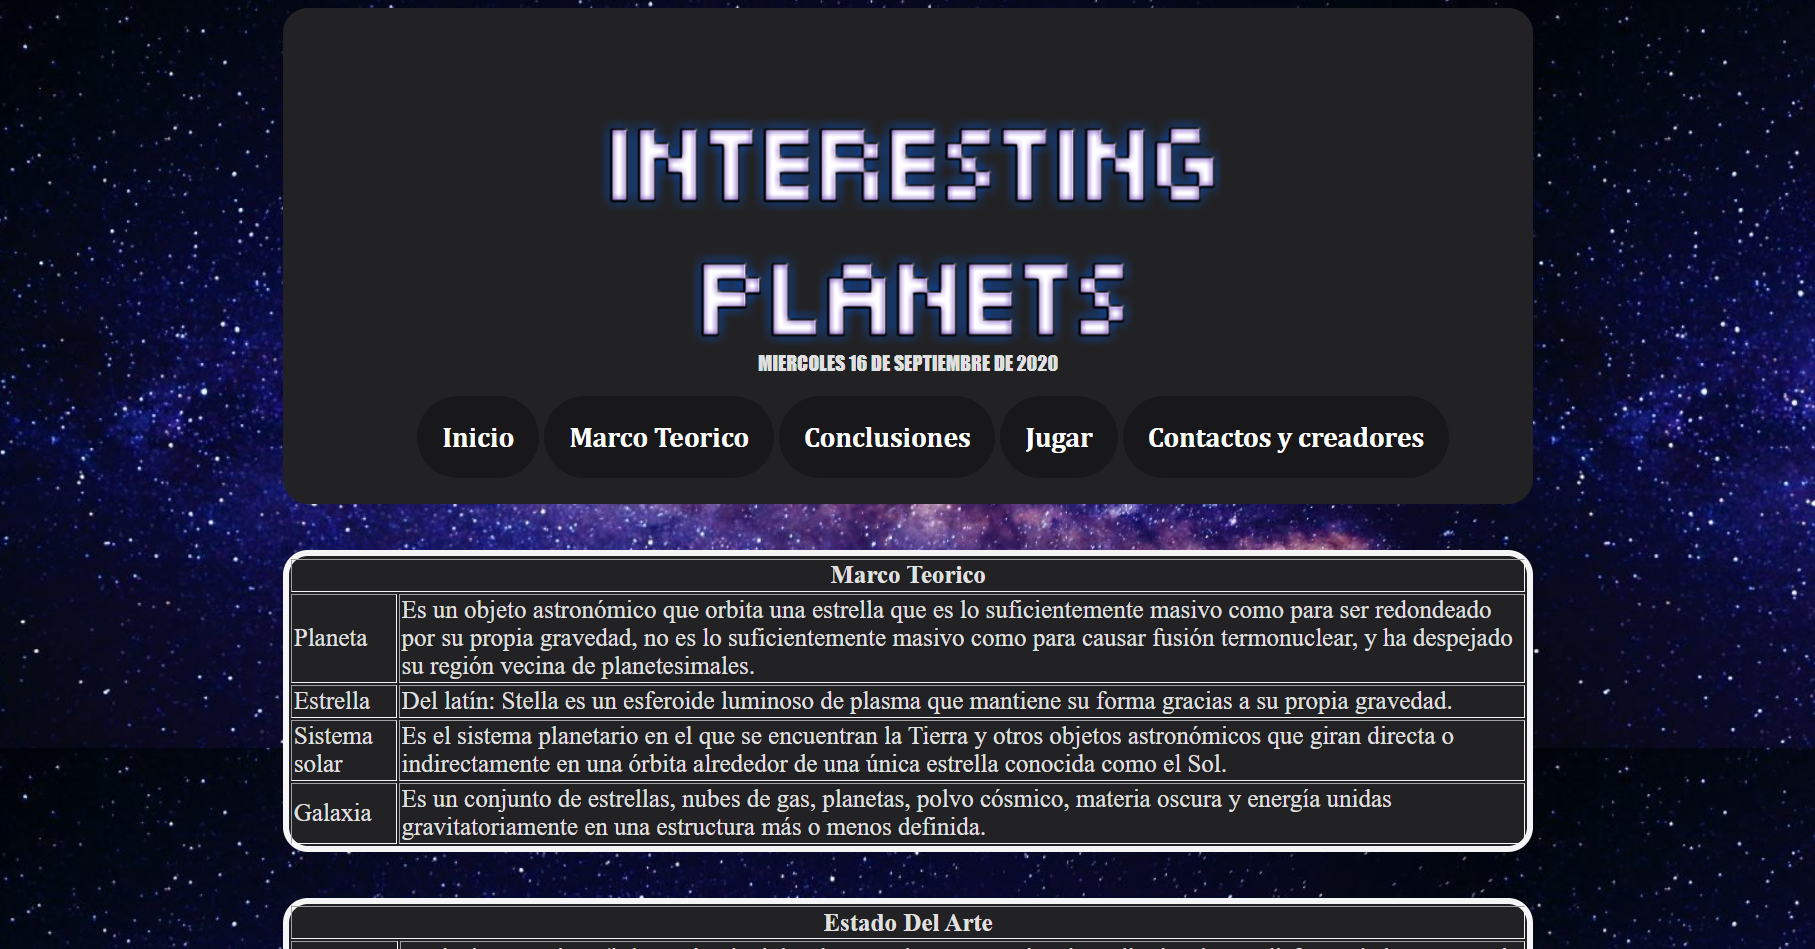 INTERESTING
PLANETS
MIERCOLES 16 DE SEPTIEMBRE DE 2020
Inicio
Marco Teorico
Conclusiones
Jugar
Contactos y creadores
Marco Teorico
Planeta
Es un objeto astronómico que orbita una estrella que es lo suficientemente masivo como para ser redondeado
por su propia gravedad, no es lo suficientemente masivo como para causar fusión termonuclear, y ha despejado
su región vecina de planetesimales.
Estrella
Del latín: Stella es un esferoide luminoso de plasma que mantiene su forma gracias a su propia gravedad.
Sistema
solar
Es el sistema planetario en el que se encuentran la Tierra y otros objetos astronómicos que giran directa o
indirectamente en una órbita alrededor de una única estrella conocida como el Sol.
Galaxia
Es un conjunto de estrellas, nubes de gas, planetas, polvo cósmico, materia oscura y energía unidas
gravitatoriamente en una estructura más o menos definida.
Estado Del Arte